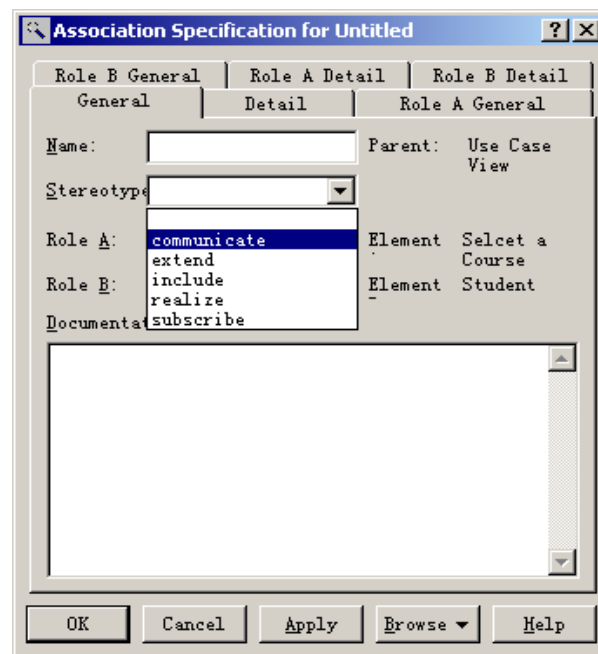 Association Specification for Untitled
Role B General
Role A Detail
Role B Detail
General
Detail
Role A General
Name:
Parent: Use Case
View
Stereotype
communicate
extend
include
realize
subscribe
Role A:
Element Selcet a
Course
Role B:
Element Student
Documentat
OK
Cancel
Apply
Browse
Help